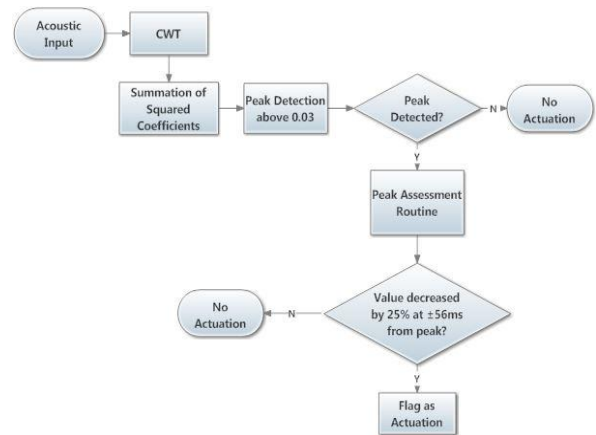 Acoustic
Input
CWT
Summation of
Squared
Coefficients
Peak Detection
above 0.03
Peak
Detected?
N
No
Actuation
Y
Peak Assessment
Routine
Value decreased
by 25% at ±56ms
from peak?
N
No
Actuation
Y
Flag as
Actuation